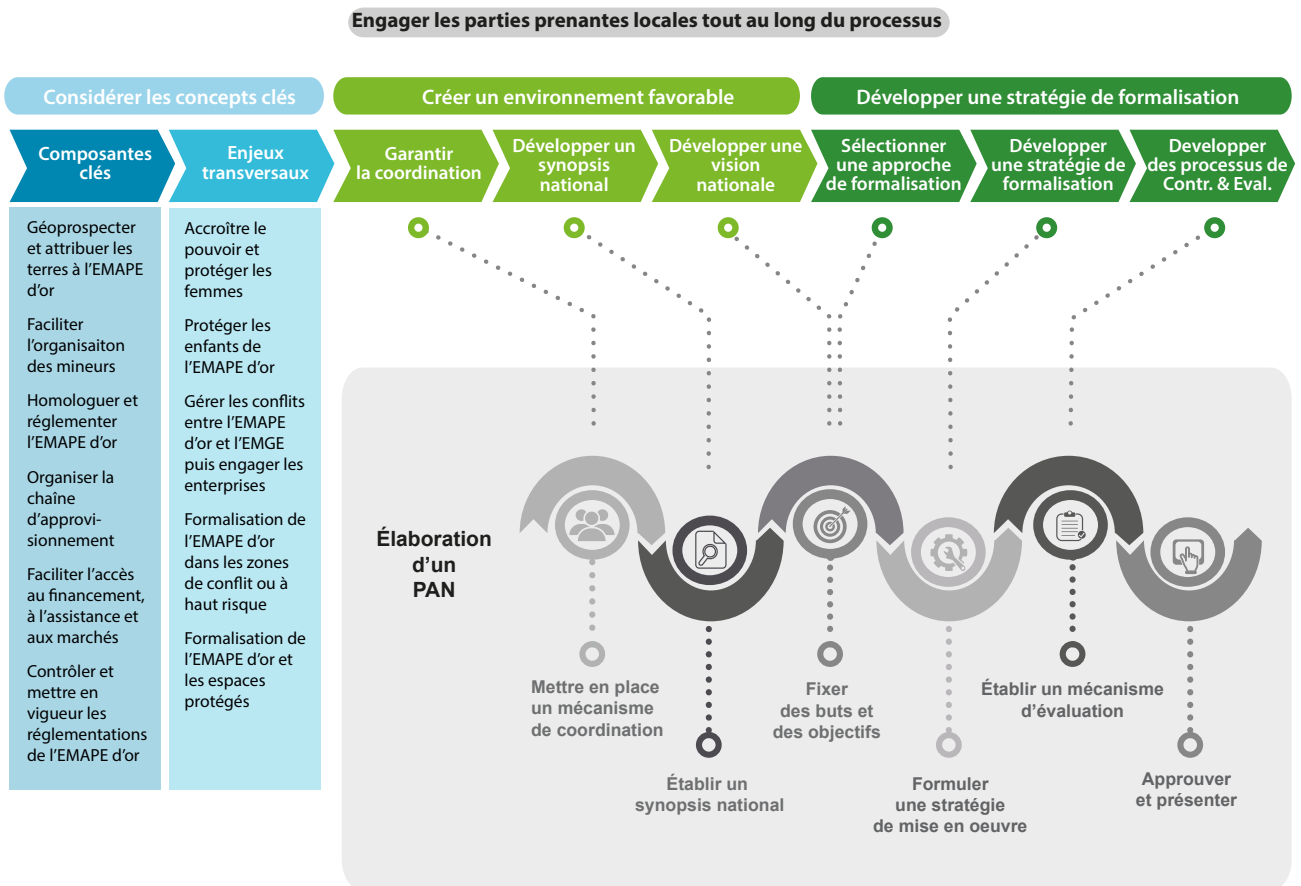 Engager les parties prenantes locales tout au long du processus
Considérer les concepts clés
Créer un environnement favorable
Développer une stratégie de formalisation
Composantes
clés
Enjeux
transversaux
Garantir
la coordination
Développer un
synopsis
national
Développer une
vision
nationale
Sélectionner
une approche
de formalisation
Développer
une stratégie de
formalisation
Developper
des processus de
Contr. & Eval.
Géoprospecter
et attribuer les
terres à l'EMAPE
d'or
Faciliter
l'organisaiton
des mineurs
Homologuer et
réglementer
l'EMAPE d'or
Organiser la
chaîne
d'approvi-
sionnement
Faciliter l'accès
au financement,
à l'assistance et
aux marchés
Contrôler et
mettre en
vigueur les
réglementations
de l'EMAPE d'or
Accroître le
pouvoir et
protéger les
femmes
Protéger les
enfants de
l'EMAPE d'or
Gérer les conflits
entre l'EMAPE
d'or et l'EMGE
puis engager les
enterprises
Formalisation de
l'EMAPE d'or
dans les zones
de conflit ou à
haut risque
Formalisation de
l'EMAPE d'or et
les espaces
protégés
Élaboration
d'un
PAN
Mettre en place
un mécanisme
de coordination
Établir un
synopsis national
Fixer
des buts et
des objectifs
Formuler
une stratégie
de mise en oeuvre
Établir un mécanisme
d'évaluation
Approuver
et présenter